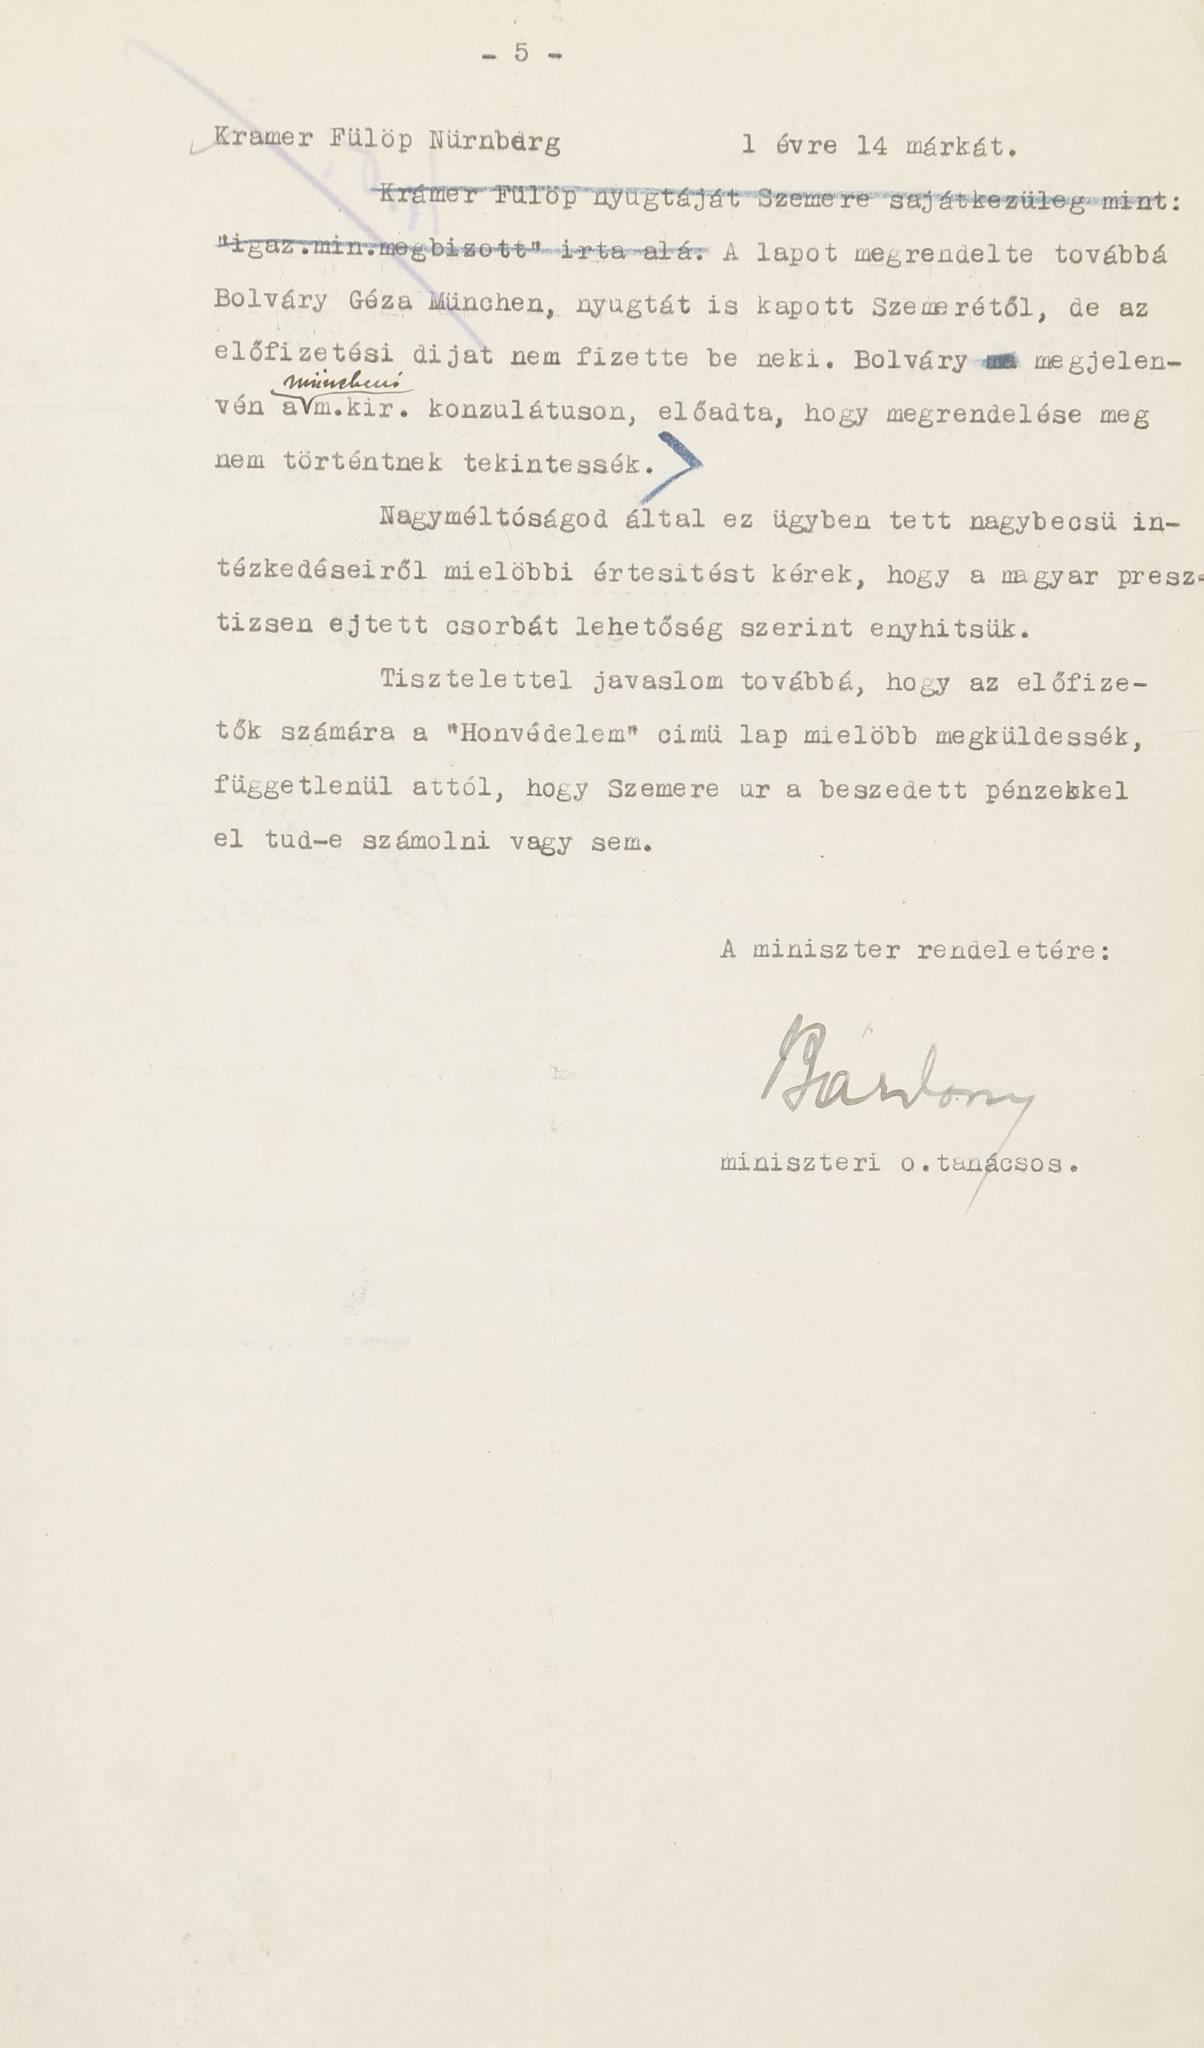 - 5 -
Kramer Fülöp Nürnberg 1 évre 14 márkát.
Krámer Fülöp nyugtáját Szemere sajátkezüleg mint:
"igaz.min.megbizott" irta alá. A lapot megrendelte továbbá
Bolváry Géza München, nyugtát is kapott Szemerétől, de az
előfizetési dijat nem fizette be neki. Bolváry ma megjelen-
müncheni
vén a m.kir. konzulátuson, előadta, hogy megrendelése meg
nem történtnek tekintessék.
Nagyméltóságod által ez ügyben tett nagybecsü in-
tézkedéseiről mielöbbi értesitést kérek, hogy a magyar presz-
tizsen ejtett csorbát lehetőség szerint enyhitsük.
Tisztelettel javaslom továbbá, hogy az előfize-
tők számára a "Honvédelem" cimü lap mielöbb megküldessék,
függetlenül attól, hogy Szemere ur a beszedett pénzekkel
el tud-e számolni vagy sem.
A miniszter rendeletére:
Bárdony
miniszteri o.tanácsos.